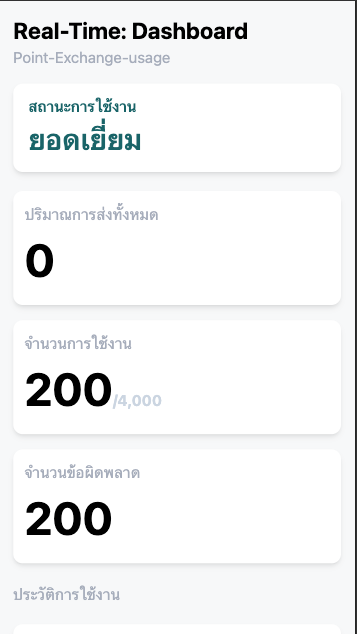 Real-Time: Dashboard
Point-Exchange-usage
สถานะการใช้งาน
ยอดเยี่ยม
ปริมาณการส่งทั้งหมด
0
จำนวนการใช้งาน
200/4,000
จำนวนข้อผิดพลาด
200
ประวัติการใช้งาน